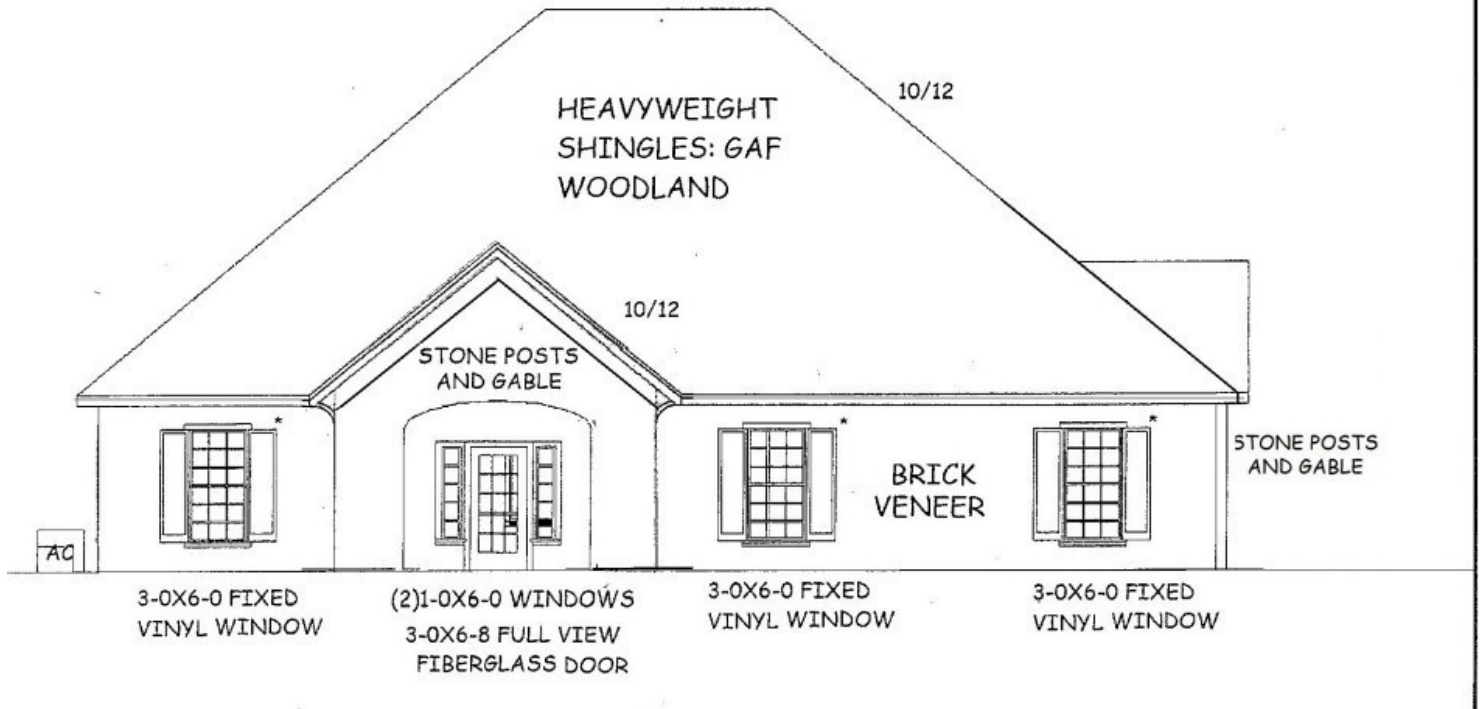 10/12
HEAVYWEIGHT
SHINGLES: GAF
WOODLAND
10/12
STONE POSTS
AND GABLE
*
*
*
BRICK
VENEER
STONE POSTS
AND GABLE
AC
3-0X6-0 FIXED
VINYL WINDOW
(2)1-0X6-0 WINDOWS
3-0X6-8 FULL VIEW
FIBERGLASS DOOR
3-0X6-0 FIXED
VINYL WINDOW
3-0X6-0 FIXED
VINYL WINDOW